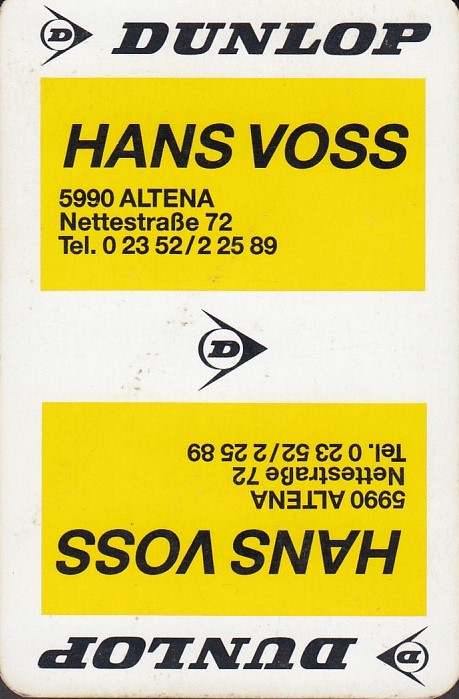 D DUNLOP
HANS VOSS
5990 ALTENA
Nettestraße 72
Tel. 0 23 52/2 25 89
D
HANS VOSS
5990 ALTENA
Nettestraße 72
Tel. 0 23 52/2 25 89
D DUNLOP